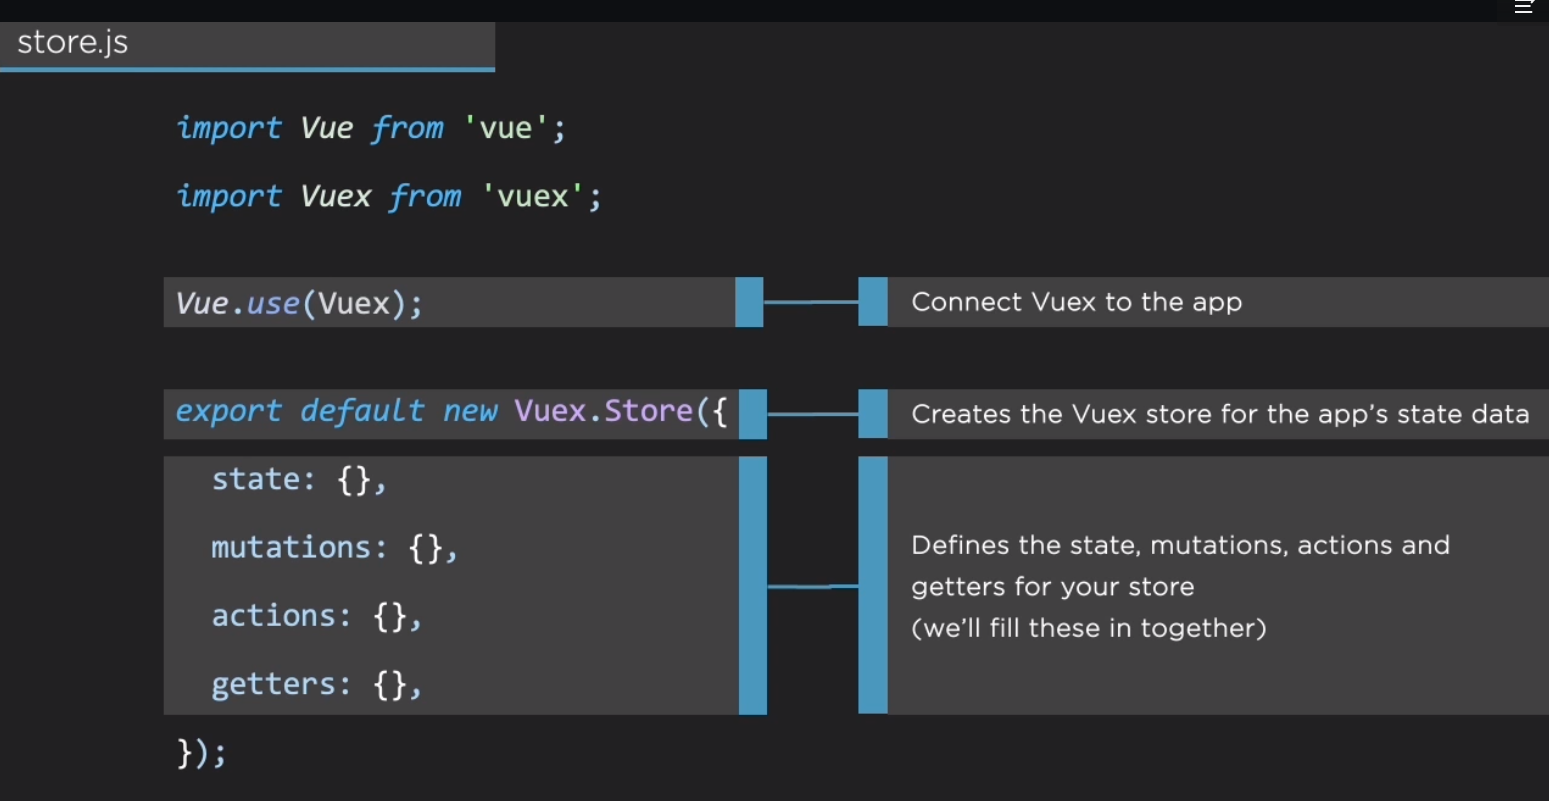 store.js
import Vue from 'vue';
import Vuex from 'vuex';
Vue.use(Vuex);
Connect Vuex to the app
export default new Vuex.Store({
Creates the Vuex store for the app’s state data
state: {},
mutations: {},
actions: {},
getters: {},
Defines the state, mutations, actions and
getters for your store
(we’ll fill these in together)
});